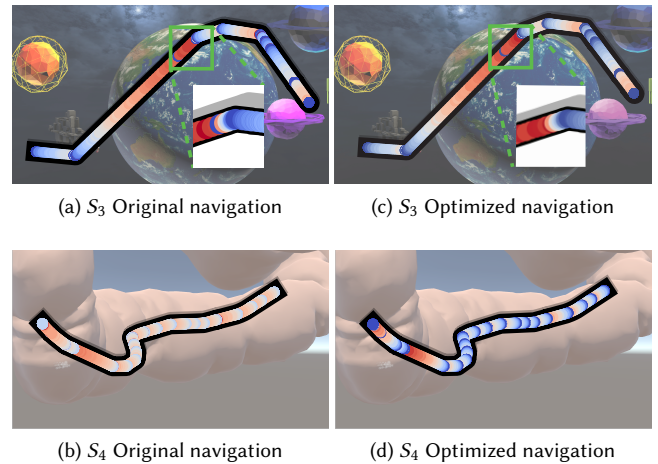 (a) S₃ Original navigation
(c) S₃ Optimized navigation
(b) S₄ Original navigation
(d) S₄ Optimized navigation